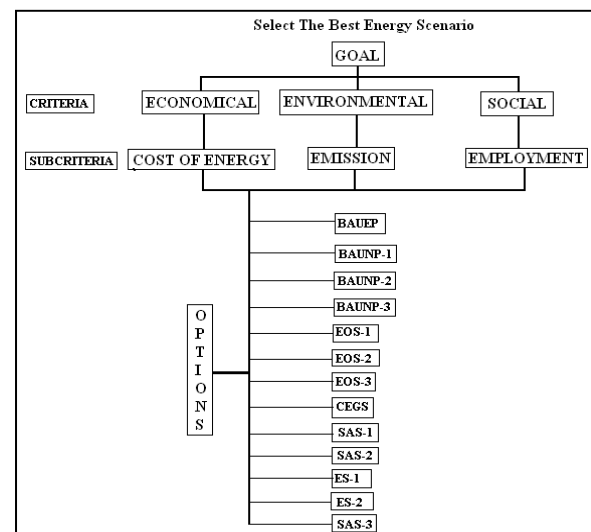 Select The Best Energy Scenario
GOAL
CRITERIA
ECONOMICAL
ENVIRONMENTAL
SOCIAL
SUBCRITERIA
COST OF ENERGY
EMISSION
EMPLOYMENT
OPTIONS
BAUEP
BAUNP-1
BAUNP-2
BAUNP-3
EOS-1
EOS-2
EOS-3
CEGS
SAS-1
SAS-2
ES-1
ES-2
SAS-3